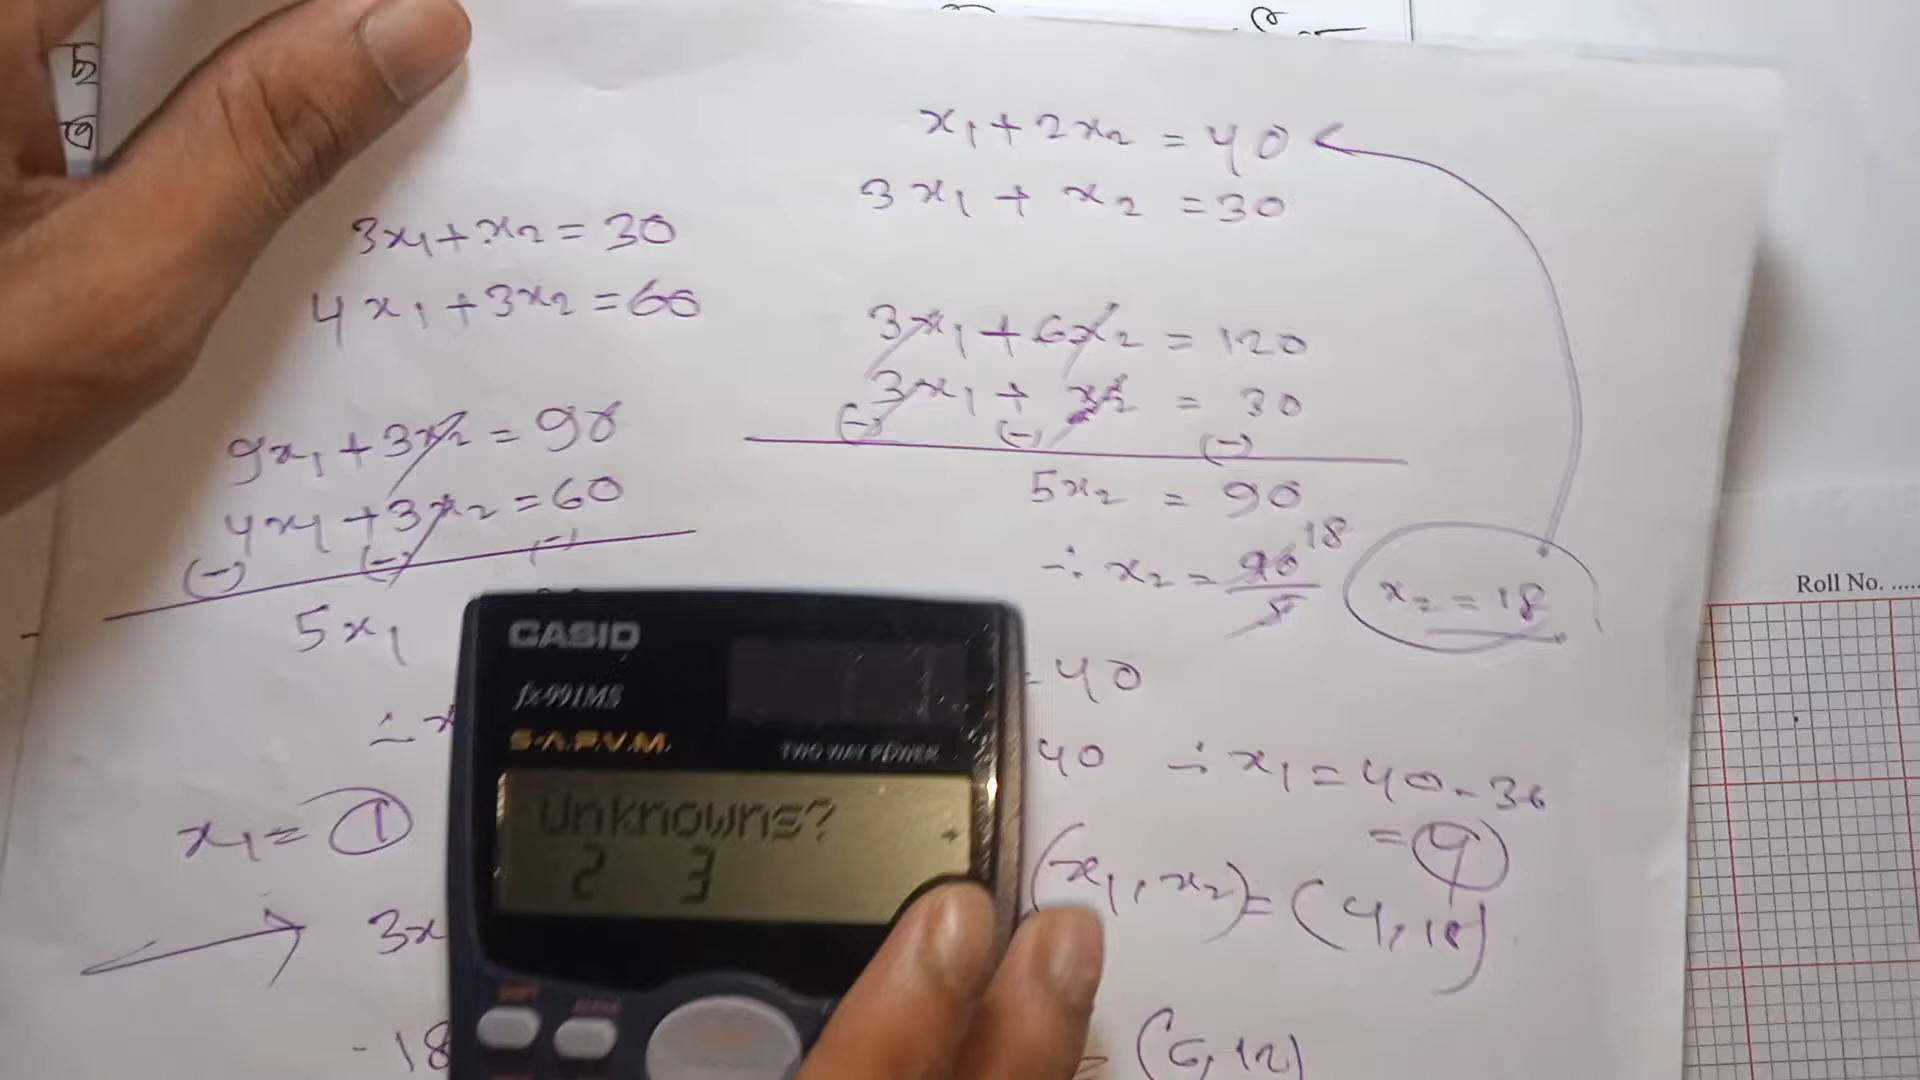 x₁ + 2x₂ = 40
3x₁ + x₂ = 30
3x₁ + 6x₂ = 120
3x₁ + x₂ = 30
(-) (-) (-)
5x₂ = 90
∴ x₂ = 90/5 18
x₂ = 18
= 40
40 ∴ x₁ = 40 - 36
= 4
(x₁, x₂) = (4, 18)
= (6, 12)
3x₁ + x₂ = 30
4x₁ + 3x₂ = 60
9x₁ + 3x₂ = 90
4x₁ + 3x₂ = 60
(-) (-) (-)
5x₁
∴ x
x₁ =
3x
18
CASIO
fx-991MS
S-A.P.V.M.
TWO WAY POWER
Unknowns?
2 3
SHIFT
ALPHA
Roll No. .....